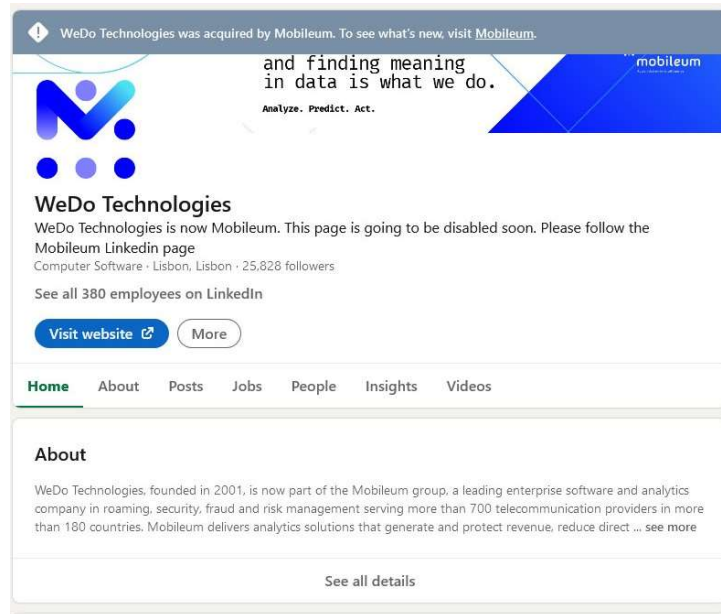 WeDo Technologies was acquired by Mobileum. To see what's new, visit Mobileum.
and finding meaning
in data is what we do.
Analyze. Predict. Act.
mobileum
WeDo Technologies
WeDo Technologies is now Mobileum. This page is going to be disabled soon. Please follow the
Mobileum Linkedin page
Computer Software · Lisbon, Lisbon · 25,828 followers
See all 380 employees on LinkedIn
Visit website
More
Home About Posts Jobs People Insights Videos
About
WeDo Technologies, founded in 2001, is now part of the Mobileum group, a leading enterprise software and analytics
company in roaming, security, fraud and risk management serving more than 700 telecommunication providers in more
than 180 countries. Mobileum delivers analytics solutions that generate and protect revenue, reduce direct ... see more
See all details